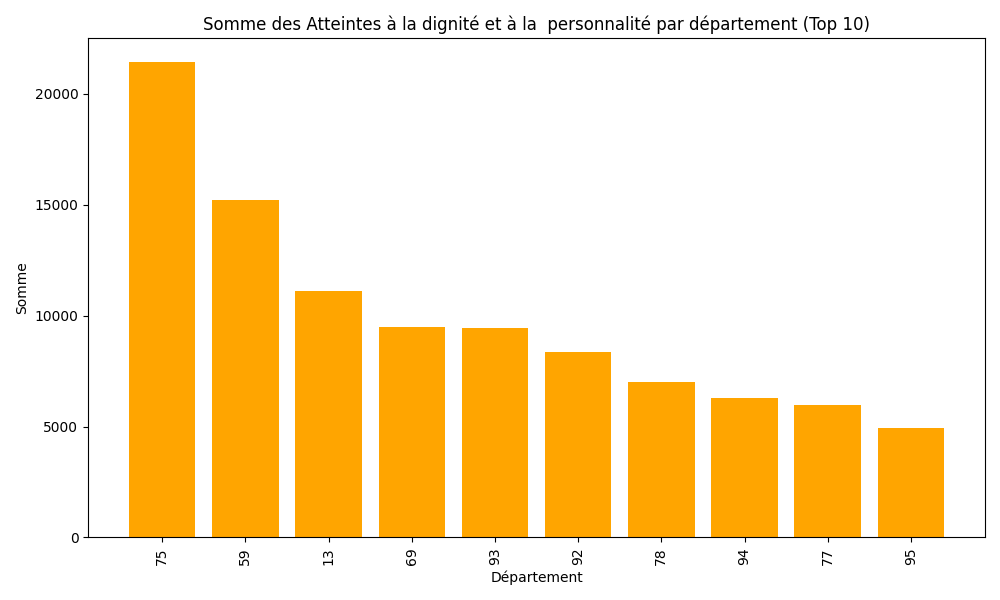 Somme des Atteintes à la dignité et à la  personnalité par département (Top 10)
Somme
20000
15000
10000
5000
0
75 59 13 69 93 92 78 94 77 95
Département